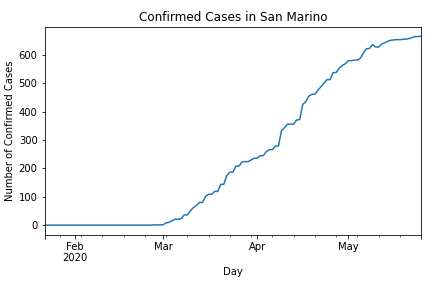 Confirmed Cases in San Marino
Number of Confirmed Cases
600
500
400
300
200
100
0
Feb
2020
Mar
Apr
May
Day